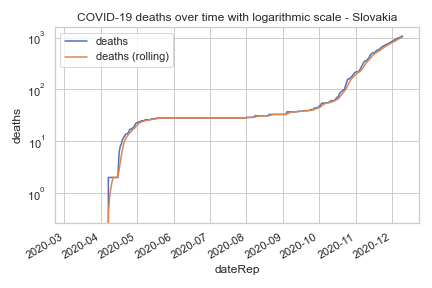 COVID-19 deaths over time with logarithmic scale - Slovakia
deaths
deaths (rolling)
10³
10²
10¹
10⁰
deaths
2020-03
2020-04
2020-05
2020-06
2020-07
2020-08
2020-09
2020-10
2020-11
2020-12
dateRep